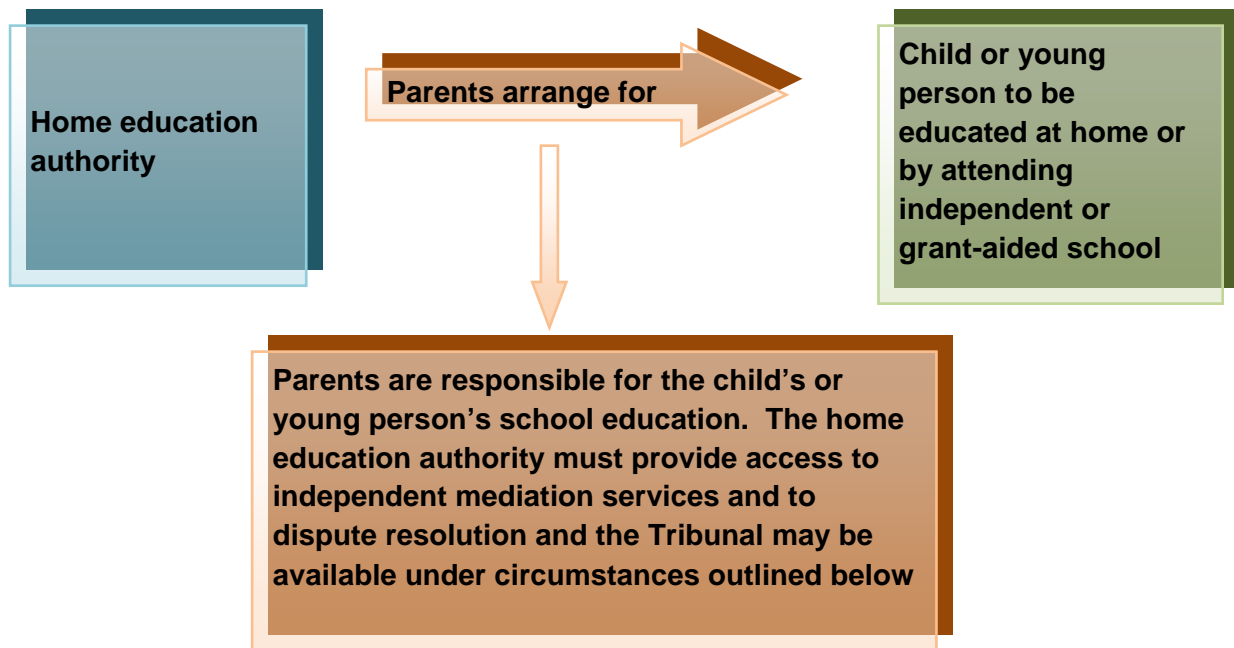 Home education
authority
Parents arrange for
Child or young
person to be
educated at home or
by attending
independent or
grant-aided school
Parents are responsible for the child’s or
young person’s school education.  The home
education authority must provide access to
independent mediation services and to
dispute resolution and the Tribunal may be
available under circumstances outlined below